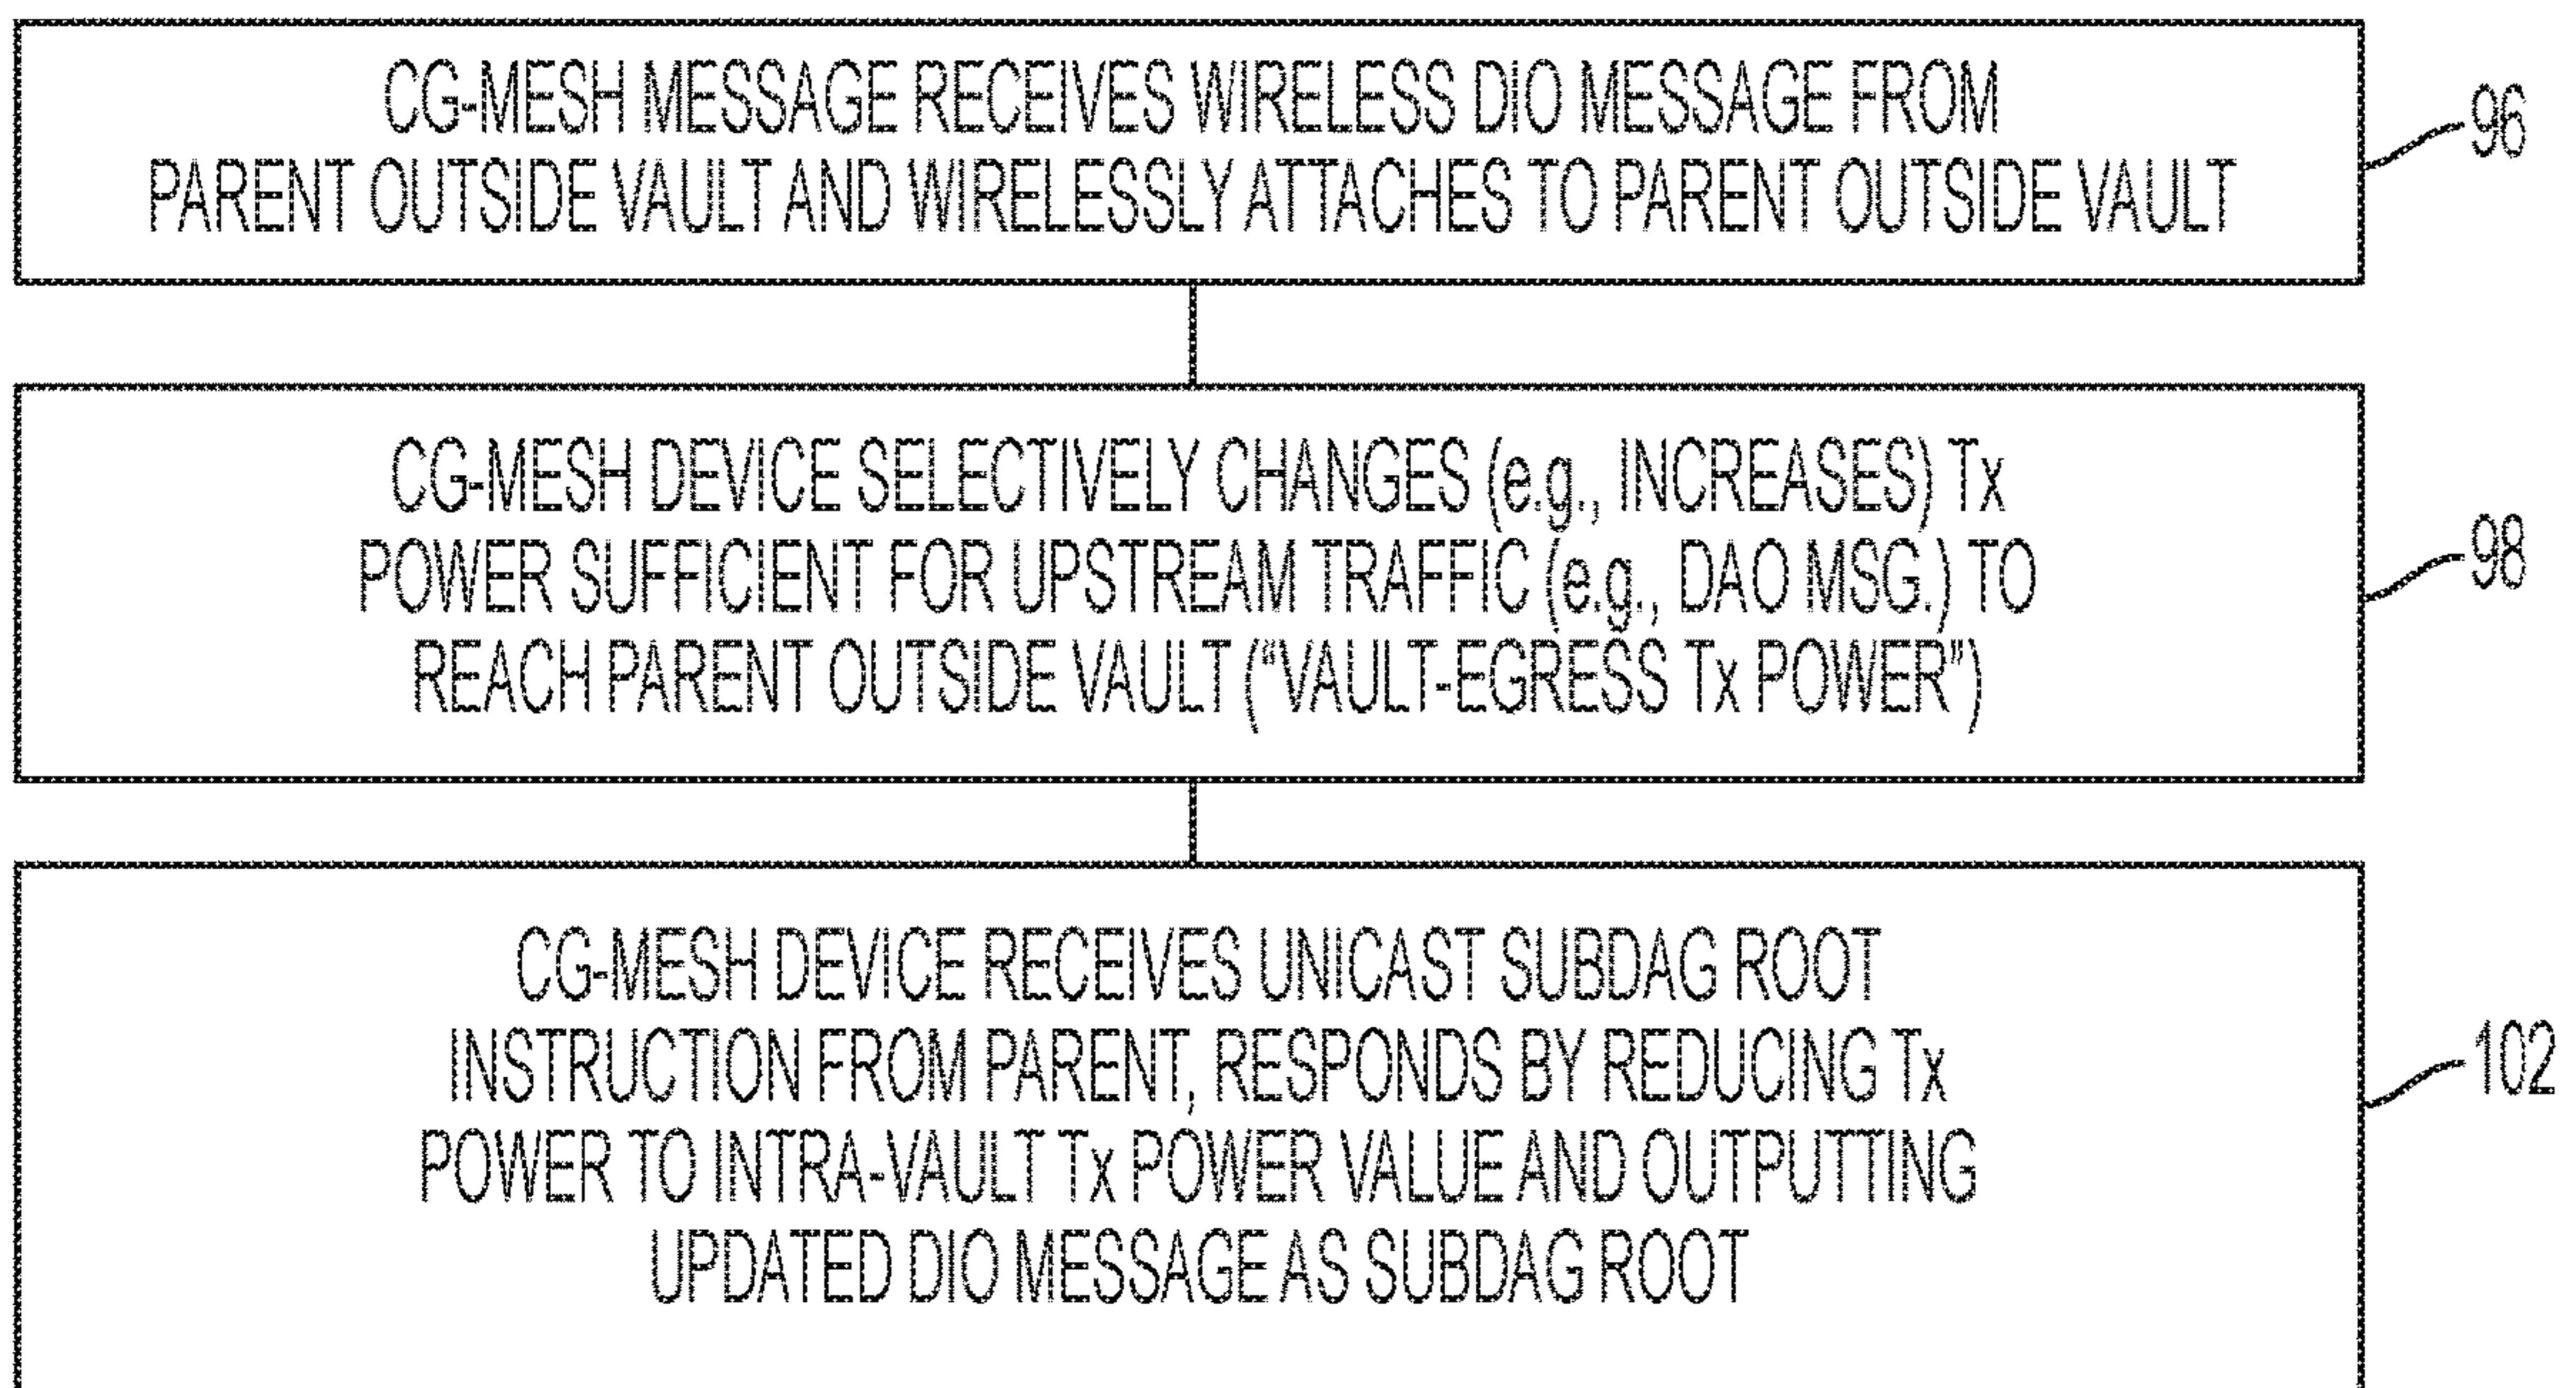 CG-MESH MESSAGE RECEIVES WIRELESS DIO MESSAGE FROM
PARENT OUTSIDE VAULT AND WIRELESSLY ATTACHES TO PARENT OUTSIDE VAULT
96
CG-MESH DEVICE SELECTIVELY CHANGES (e.g., INCREASES) Tx
POWER SUFFICIENT FOR UPSTREAM TRAFFIC (e.g., DAO MSG.) TO
REACH PARENT OUTSIDE VAULT (“VAULT-EGRESS Tx POWER”)
98
CG-MESH DEVICE RECEIVES UNICAST SUBDAG ROOT
INSTRUCTION FROM PARENT, RESPONDS BY REDUCING Tx
POWER TO INTRA-VAULT Tx POWER VALUE AND OUTPUTTING
UPDATED DIO MESSAGE AS SUBDAG ROOT
102